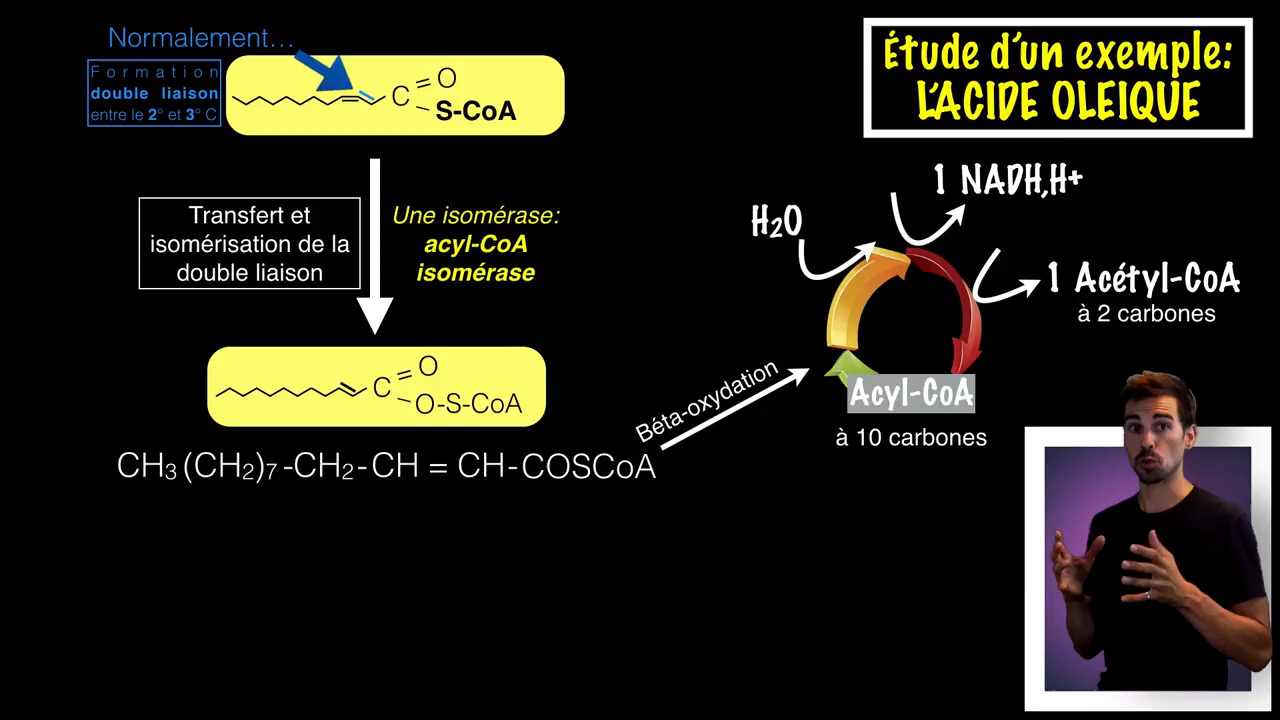 Normalement...
Formation
double liaison
entre le 2° et 3° C
C
O
S-CoA
Étude d'un exemple:
L'ACIDE OLEIQUE
Transfert et
isomérisation de la
double liaison
Une isomérase:
acyl-CoA
isomérase
H₂O
1 NADH,H+
1 Acétyl-CoA
à 2 carbones
C
O
O-S-CoA
CH₃(CH₂)₇-CH₂-CH = CH-COSCoA
Béta-oxydation
Acyl-CoA
à 10 carbones